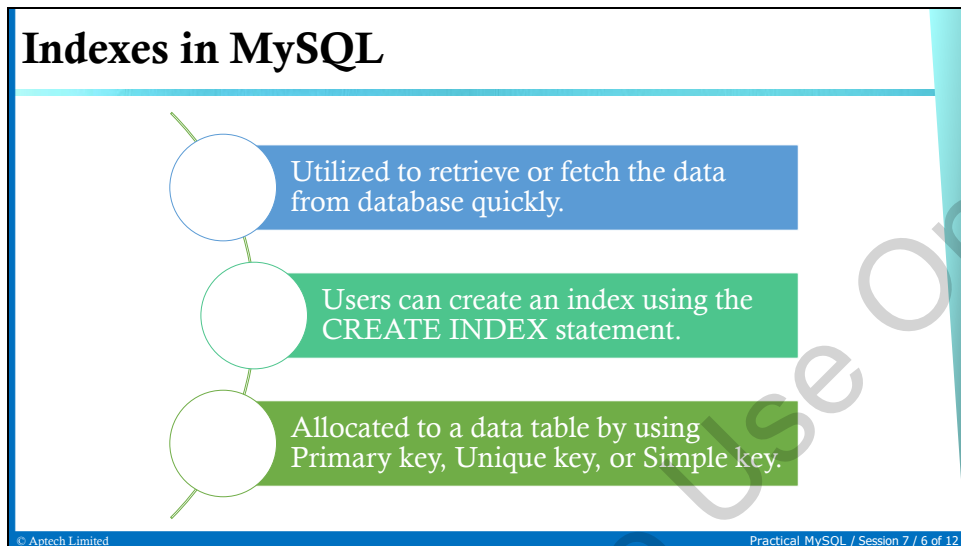 Indexes in MySQL
Utilized to retrieve or fetch the data
from database quickly.
Users can create an index using the
CREATE INDEX statement.
Allocated to a data table by using
Primary key, Unique key, or Simple key.
Use
© Aptech Limited
Practical MySQL / Session 7 / 6 of 12